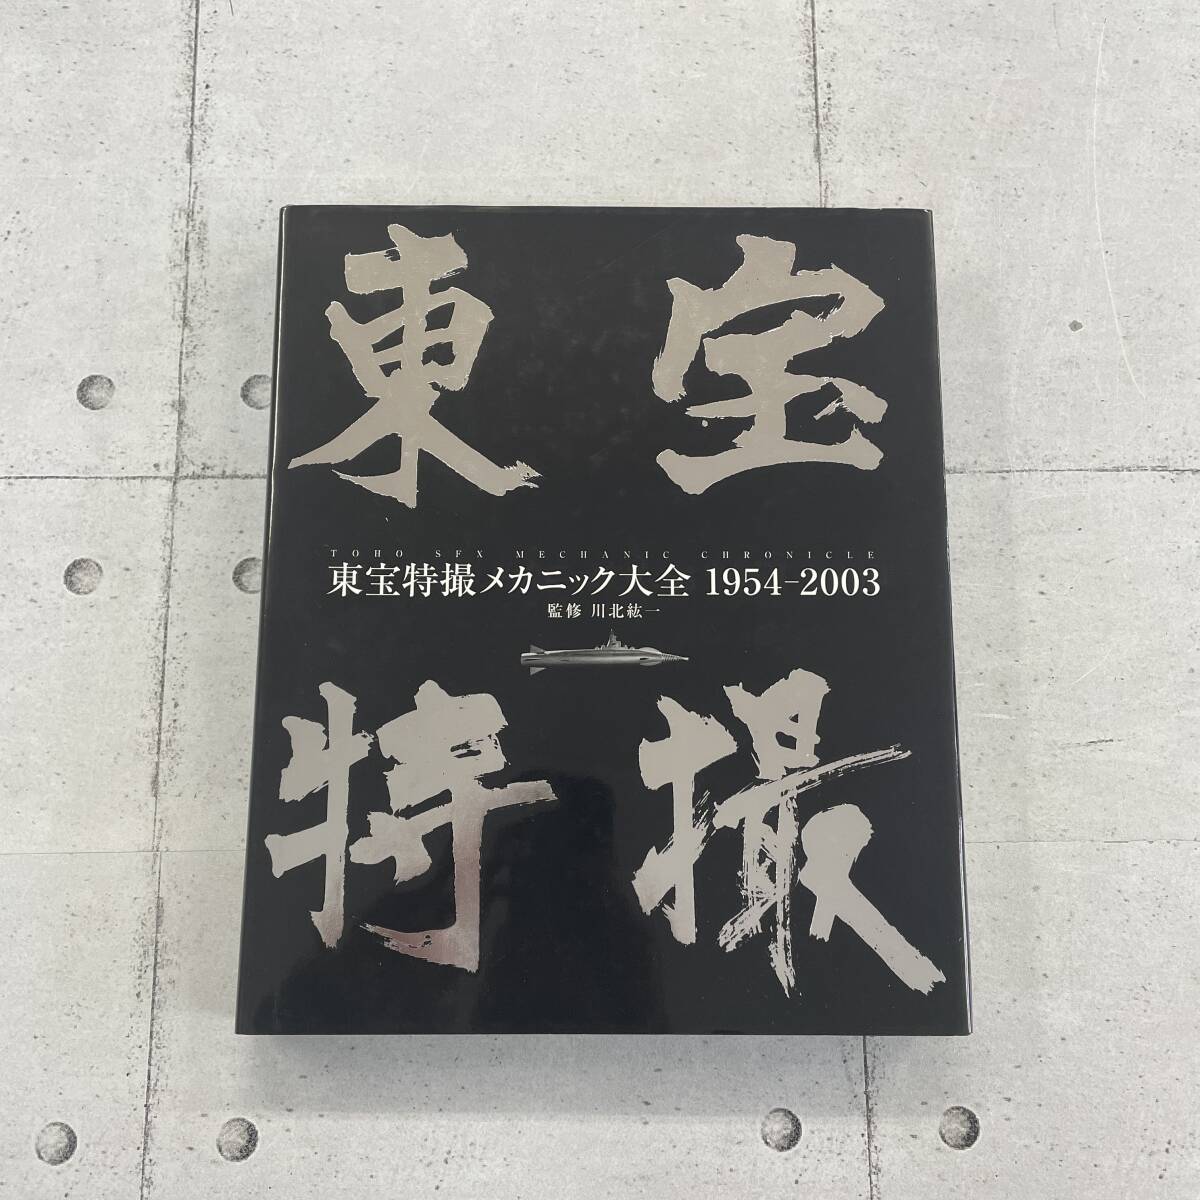 東宝
TOHO SFX MECHANIC CHRONICLE
東宝特撮メカニック大全 1954-2003
監修 川北紘一
特撮